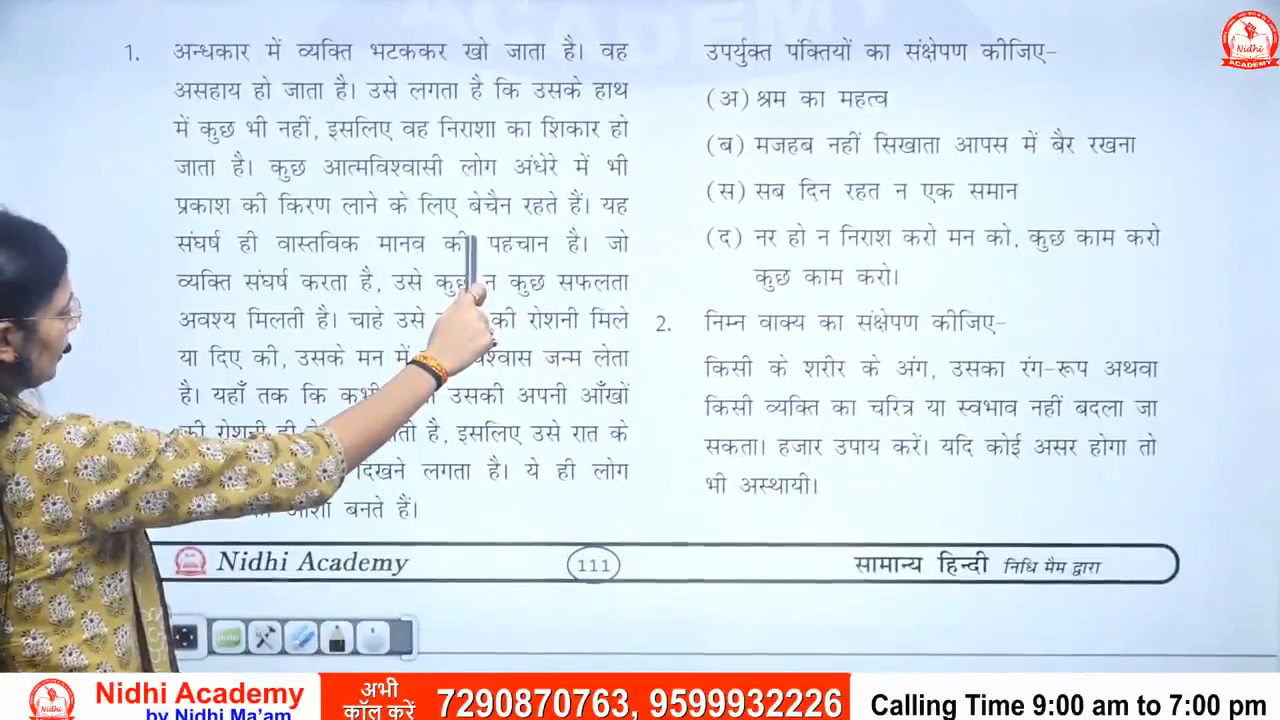 1. अन्धकार में व्यक्ति भटककर खो जाता है। वह
असहाय हो जाता है। उसे लगता है कि उसके हाथ
में कुछ भी नहीं, इसलिए वह निराशा का शिकार हो
जाता है। कुछ आत्मविश्वासी लोग अंधेरे में भी
प्रकाश की किरण लाने के लिए बेचैन रहते हैं। यह
संघर्ष ही वास्तविक मानव की पहचान है। जो
व्यक्ति संघर्ष करता है, उसे कुछ न कुछ सफलता
अवश्य मिलती है। चाहे उसे की रोशनी मिले
या दिए की, उसके मन में जन्म लेता
है। यहाँ तक कि उसकी अपनी आँखों
की रोशनी ही है, इसलिए उसे रात के
दिखने लगता है। ये ही लोग
आशा बनते हैं।
उपर्युक्त पंक्तियों का संक्षेपण कीजिए-
(अ) श्रम का महत्व
(ब) मजहब नहीं सिखाता आपस में बैर रखना
(स) सब दिन रहत न एक समान
(द) नर हो न निराश करो मन को, कुछ काम करो
कुछ काम करो।
2. निम्न वाक्य का संक्षेपण कीजिए-
किसी के शरीर के अंग, उसका रंग-रूप अथवा
किसी व्यक्ति का चरित्र या स्वभाव नहीं बदला जा
सकता। हजार उपाय करें। यदि कोई असर होगा तो
भी अस्थायी।
Nidhi Academy
111
सामान्य हिन्दी निधि मैम द्वारा
Nidhi
ACADEMY
Nidhi Academy
by Nidhi Ma'am
अभी
कॉल करें
7290870763, 9599932226
Calling Time 9:00 am to 7:00 pm